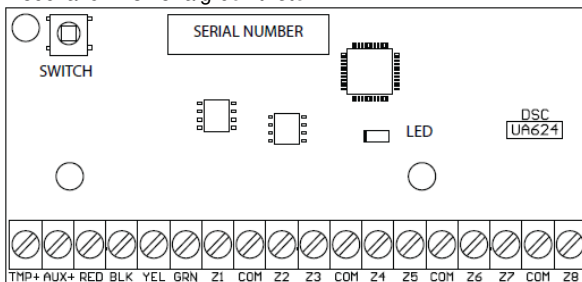 SERIAL NUMBER
SWITCH
LED
DSC
UA624
TMP+ AUX+ RED BLK YEL GRN Z1 COM Z2 Z3 COM Z4 Z5 COM Z6 Z7 COM Z8